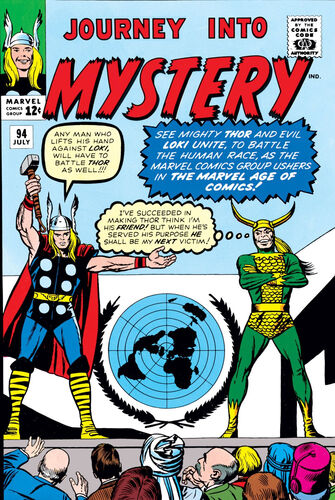 JOURNEY INTO
MYSTERY
IND.
APPROVED
BY THE
COMICS
CODE
AUTHORITY
MARVEL
COMICS
GROUP
12¢
94
JULY
ANY MAN WHO
LIFTS HIS HAND
AGAINST LOKI,
WILL HAVE TO
BATTLE THOR
AS WELL!!!
SEE MIGHTY THOR AND EVIL
LOKI UNITE, TO BATTLE
THE HUMAN RACE, AS THE
MARVEL COMICS GROUP USHERS
IN THE MARVEL AGE OF
COMICS!
I'VE SUCCEEDED IN
MAKING THOR THINK I'M
HIS FRIEND! BUT WHEN HE'S
SERVED HIS PURPOSE HE
SHALL BE MY NEXT VICTIM!